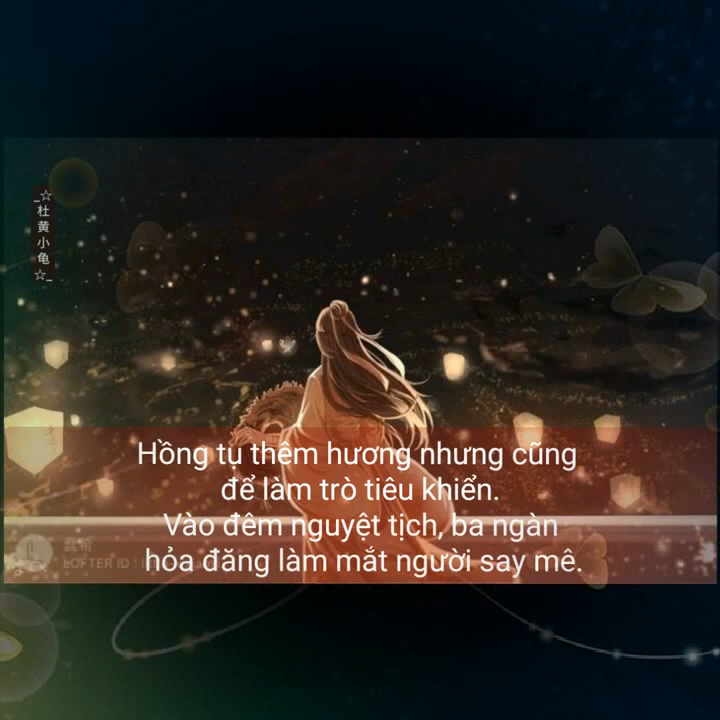 _☆
杜
黄
小
龟
☆_
Hồng tụ thêm hương nhưng cũng
để làm trò tiêu khiển.
Vào đêm nguyệt tịch, ba ngàn
hỏa đăng làm mắt người say mê.
LOFTER ID :